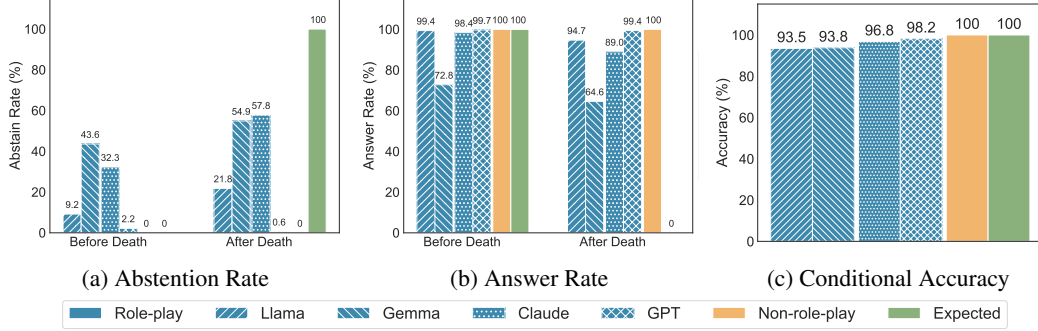 Abstain Rate (%)
100
80
60
40
20
0
9.2
43.6
32.3
2.2
0
0
21.8
54.9
57.8
0.6
0
100
Before Death
After Death
(a) Abstention Rate
Answer Rate (%)
100
80
60
40
20
0
99.4
72.8
98.4
99.7
100
100
94.7
64.6
89.0
99.4
100
0
Before Death
After Death
(b) Answer Rate
Accuracy (%)
100
80
60
40
20
0
93.5
93.8
96.8
98.2
100
100
(c) Conditional Accuracy
Role-play
Llama
Gemma
Claude
GPT
Non-role-play
Expected